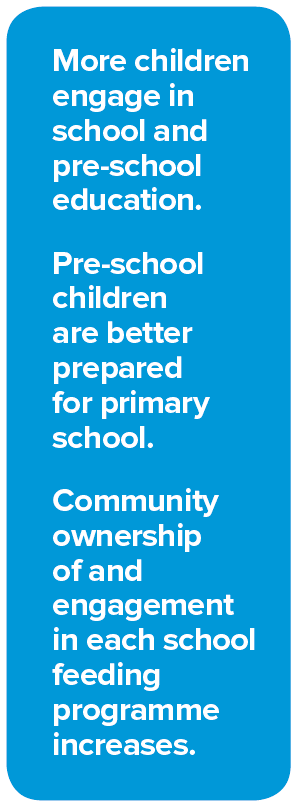 More children
engage in
school and
pre-school
education.
Pre-school
children
are better
prepared
for primary
school.
Community
ownership
of and
engagement
in each school
feeding
programme
increases.